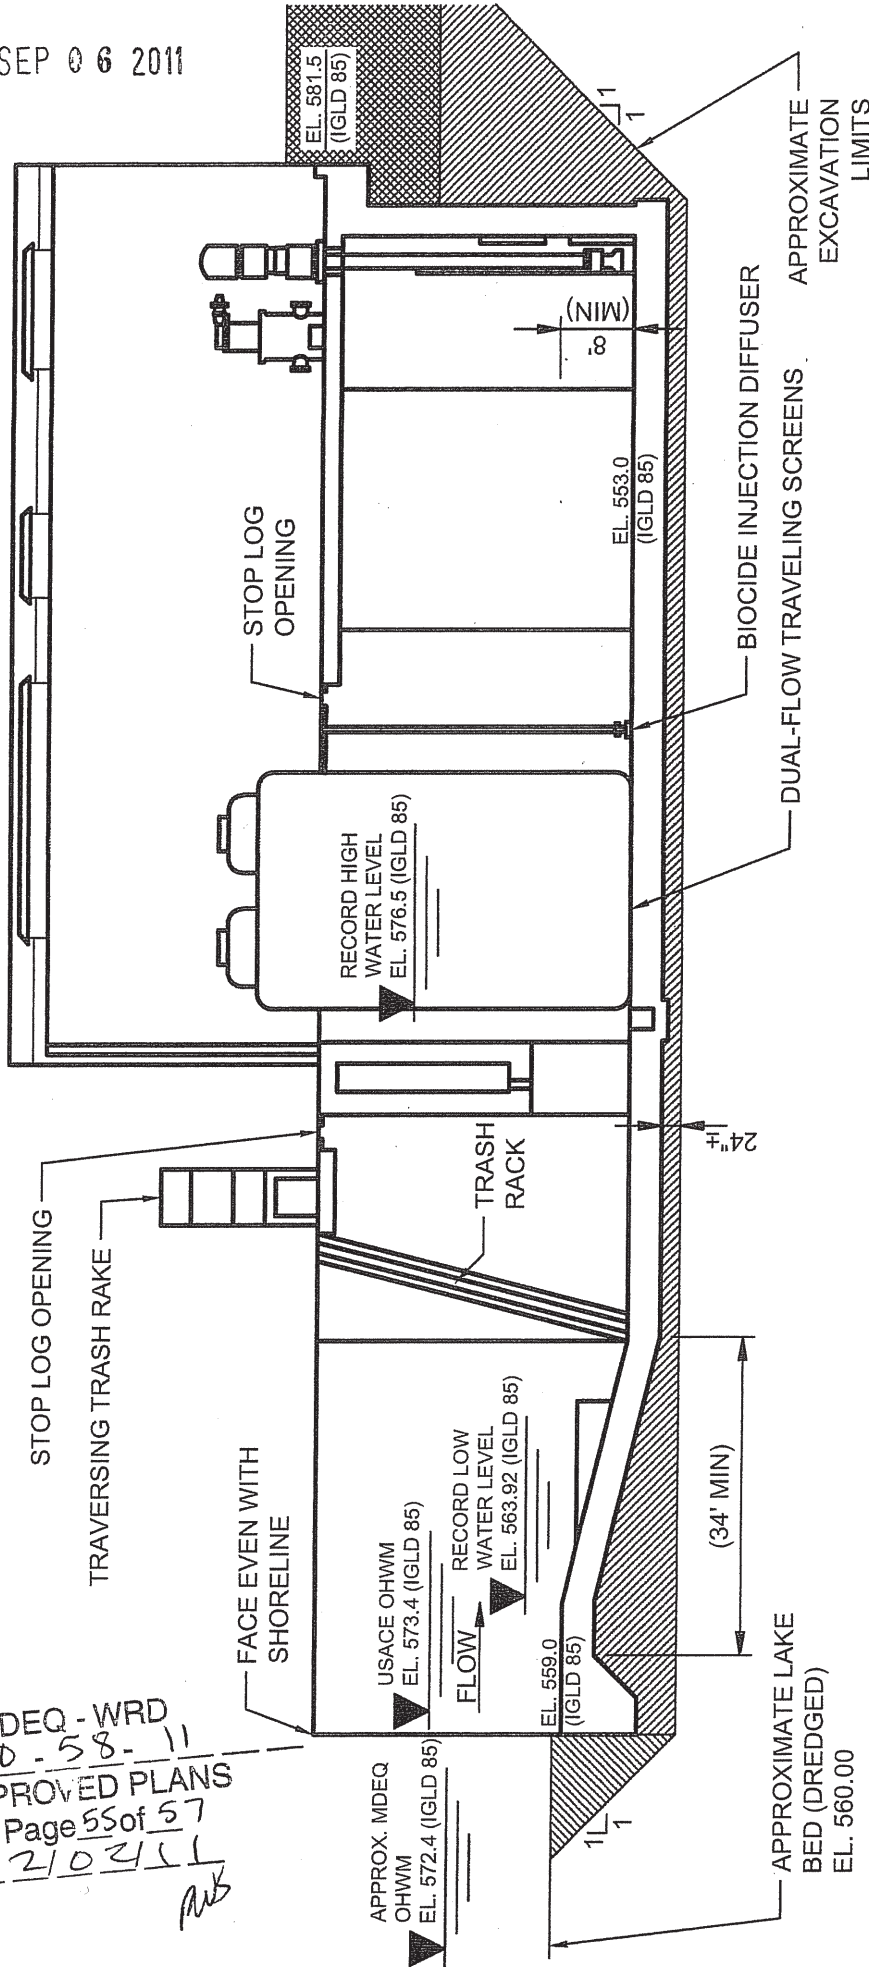 SEP 06 2011
EL. 581.5
(IGLD 85)
1
1
APPROXIMATE
EXCAVATION
LIMITS
8'
(MIN)
STOP LOG
OPENING
EL. 553.0
(IGLD 85)
BIOCIDE INJECTION DIFFUSER
DUAL-FLOW TRAVELING SCREENS
RECORD HIGH
WATER LEVEL
EL. 576.5 (IGLD 85)
24"±
STOP LOG OPENING
TRAVERSING TRASH RAKE
TRASH
RACK
FACE EVEN WITH
SHORELINE
USACE OHWM
EL. 573.4 (IGLD 85)
FLOW
RECORD LOW
WATER LEVEL
EL. 563.92 (IGLD 85)
EL. 559.0
(IGLD 85)
(34' MIN)
APPROX. MDEQ
OHWM
EL. 572.4 (IGLD 85)
1
1
APPROXIMATE LAKE
BED (DREDGED)
EL. 560.00
DEQ - WRD
58-11
PROVED PLANS
Page 55 of 57